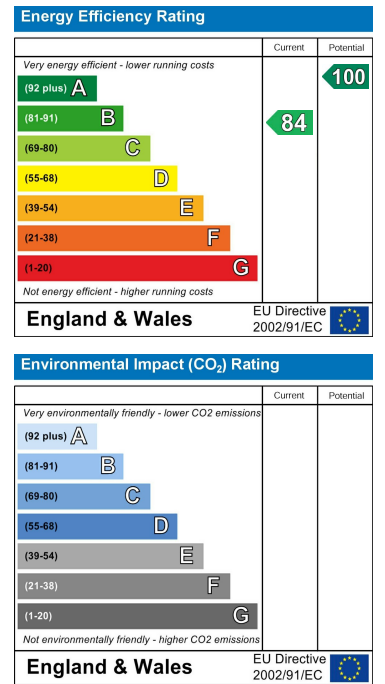 Energy Efficiency Rating
Current Potential
Very energy efficient - lower running costs
(92 plus) A
100
(81-91) B
84
(69-80) C
(55-68) D
(39-54) E
(21-38) F
(1-20) G
Not energy efficient - higher running costs
England & Wales
EU Directive
2002/91/EC
Environmental Impact (CO₂) Rating
Current Potential
Very environmentally friendly - lower CO2 emissions
(92 plus) A
(81-91) B
(69-80) C
(55-68) D
(39-54) E
(21-38) F
(1-20) G
Not environmentally friendly - higher CO2 emissions
England & Wales
EU Directive
2002/91/EC